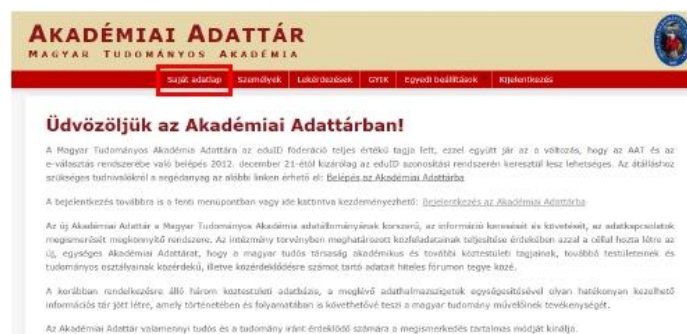 AKADÉMIAI ADATTÁR
MAGYAR TUDOMÁNYOS AKADÉMIA
Saját adatlap Személyek Lekérdezések GYIK Egyedi beállítások Kijelentkezés
Üdvözöljük az Akadémiai Adattárban!
A Magyar Tudományos Akadémia Adattára az eduID föderáció teljes értékű tagja lett, ezzel együtt jár az a változás, hogy az AAT és az
e-választás rendszerébe való belépés 2012. december 21-étől kizárólag az eduID azonosítási rendszerén keresztül lesz lehetséges. Az átálláshoz
szükséges tudnivalókról a segédanyag az alábbi linken érhető el: Belépés az Akadémiai Adattárba
A bejelentkezés továbbra is a fenti menüpontban vagy ide kattintva kezdeményezhető: Bejelentkezés az Akadémiai Adattárba
Az új Akadémiai Adattár a Magyar Tudományos Akadémia adatállományának korszerű, az információ keresését és követését, az adatkapcsolatok
megismerését megkönnyítő rendszere. Az intézmény törvényben meghatározott közfeladatainak teljesítése érdekében azzal a céllal hozta létre az
új, egységes Akadémiai Adattárat, hogy a magyar tudós társaság akadémikus és további köztestületi tagjainak, továbbá testületeinek és
tudományos osztályainak közérdekű, illetve közérdeklődésre számot tartó adatait hiteles fórumon tegye közzé.
A korábban rendelkezésre álló három köztestületi adatbázis, a meglévő adathalmazszigetek egységesítésével olyan hatékonyan kezelhető
információs tár jött létre, amely történetében és folyamatában is követhetővé teszi a magyar tudomány művelőinek tevékenységét.
Az Akadémiai Adattár valamennyi tudós és a tudomány iránt érdeklődő számára a megismerkedés tartalmas módját kínálja.